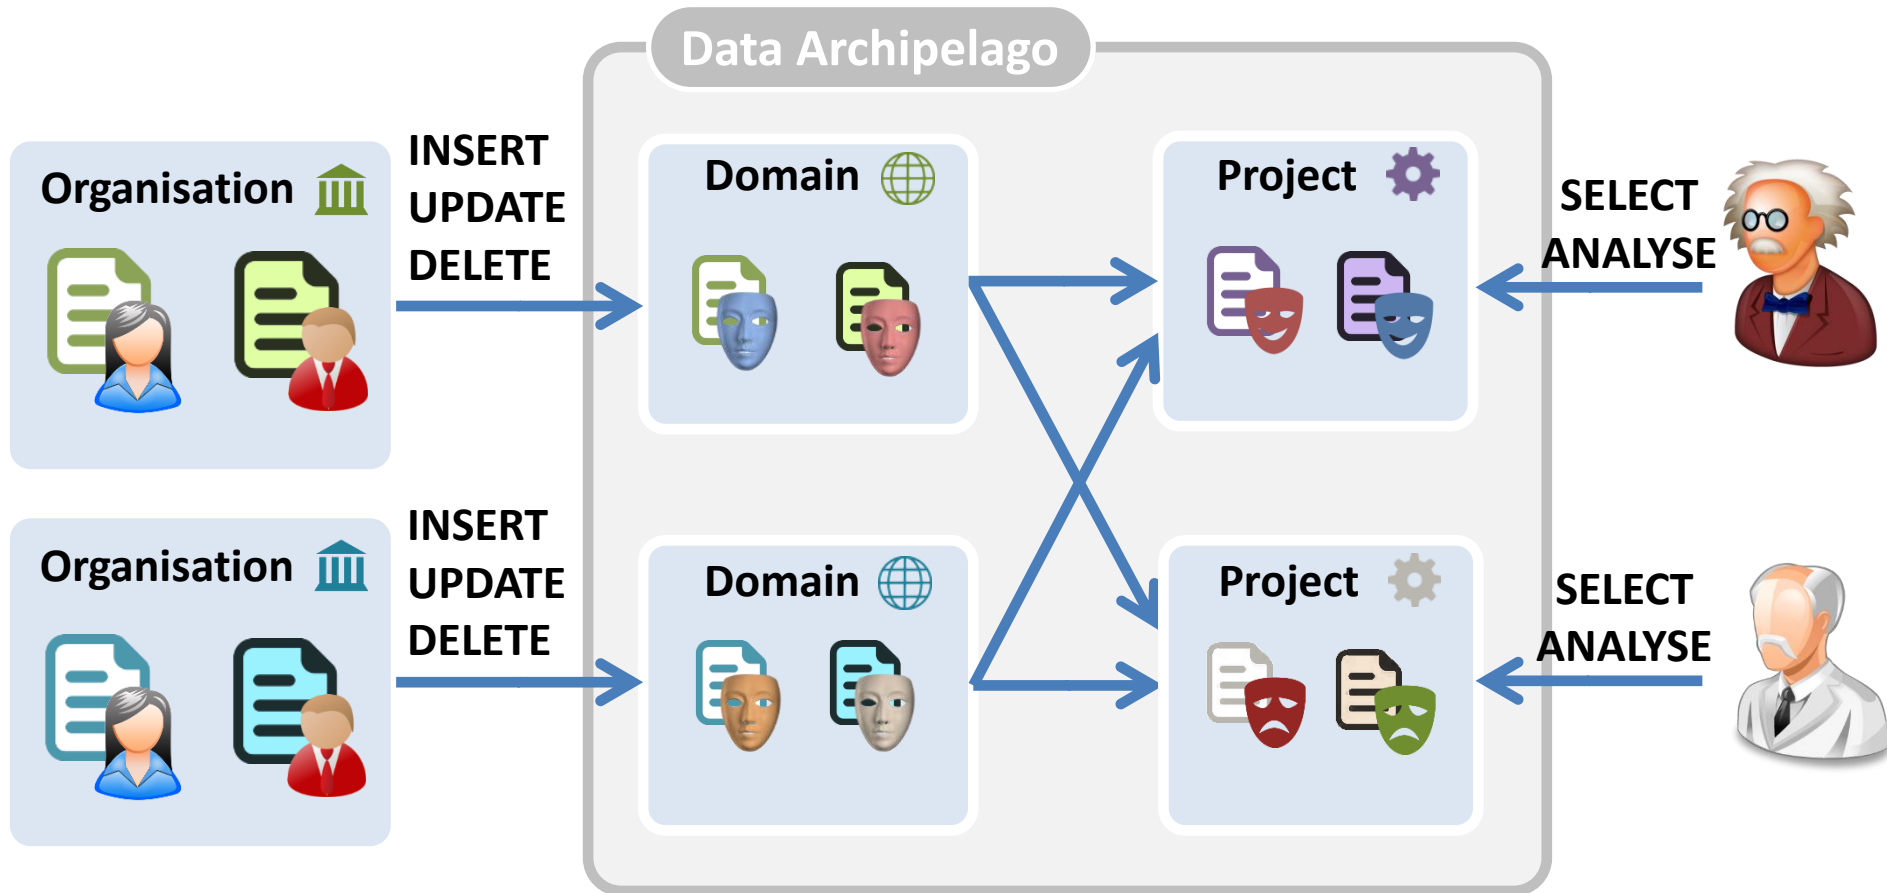 Data Archipelago
Organisation
INSERT
UPDATE
DELETE
Domain
Project
SELECT
ANALYSE
Organisation
INSERT
UPDATE
DELETE
Domain
Project
SELECT
ANALYSE